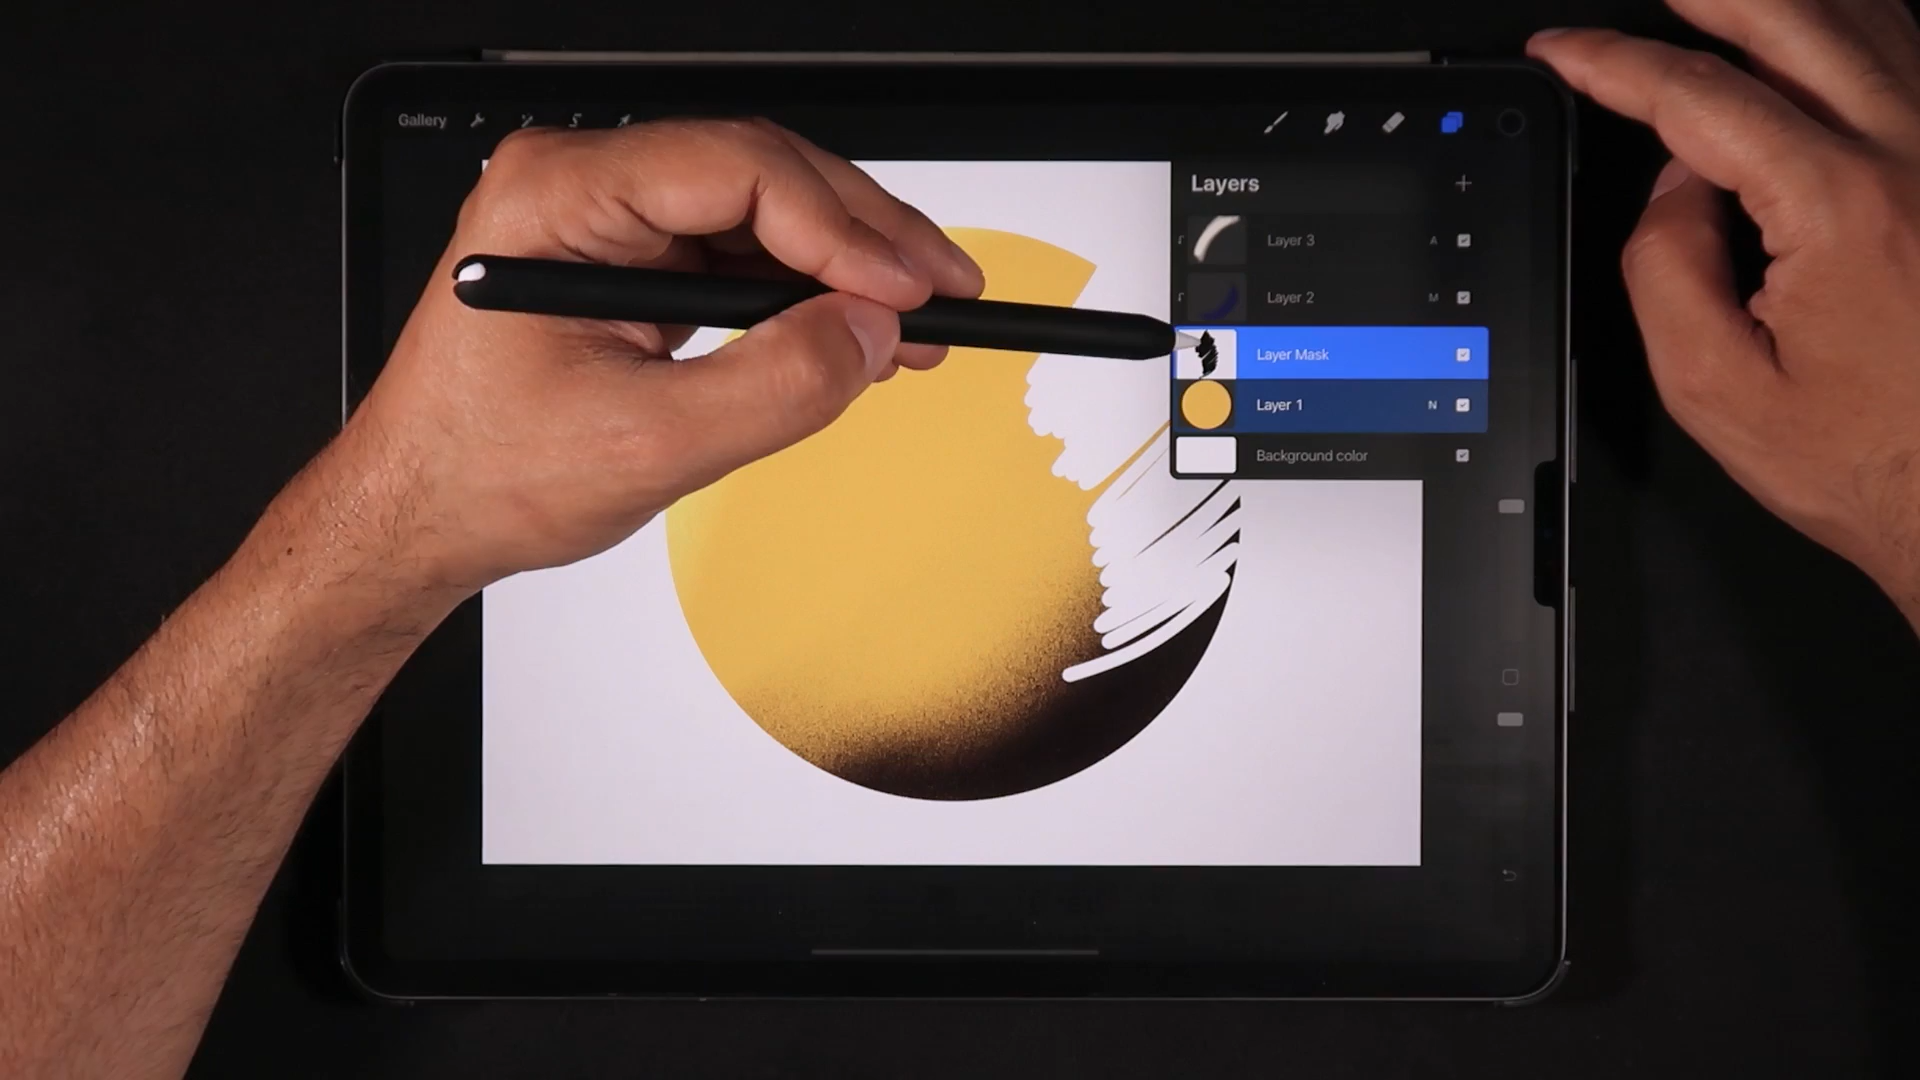 Gallery
Layers
Layer 3 A
Layer 2 M
Layer Mask
Layer 1 N
Background color